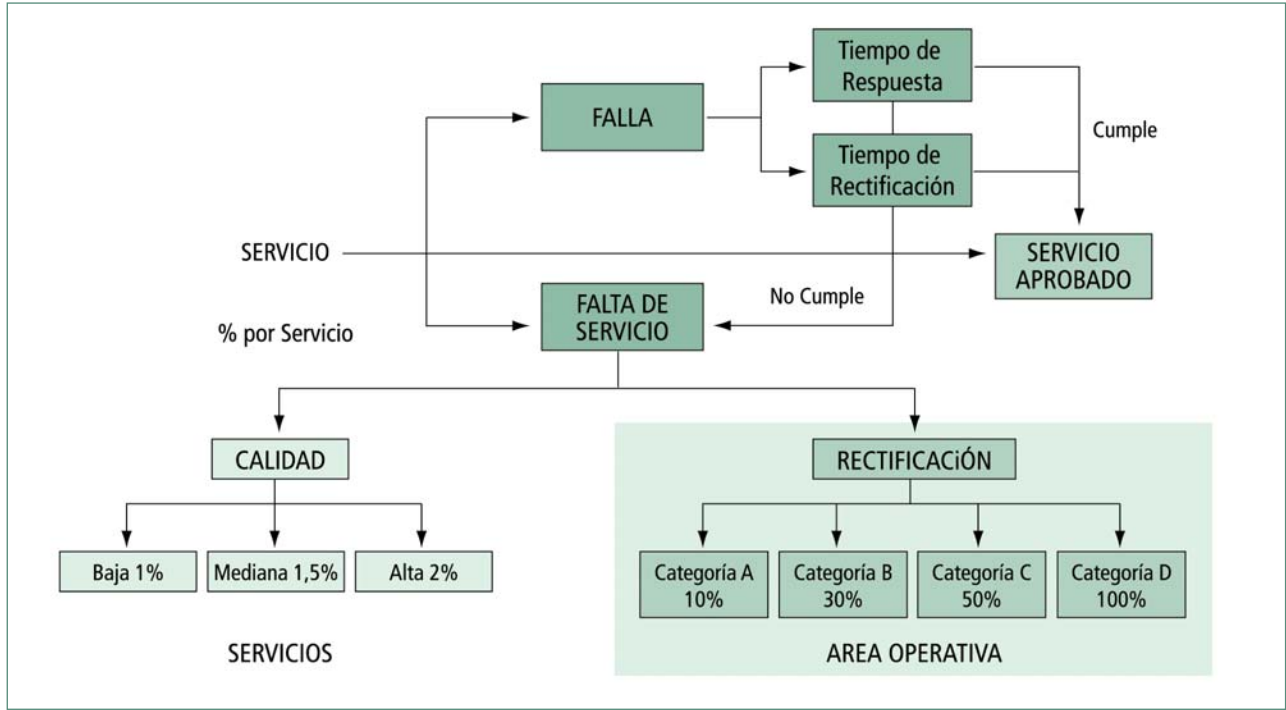 Tiempo de
Respuesta
FALLA
Cumple
Tiempo de
Rectificación
SERVICIO
SERVICIO
APROBADO
No Cumple
FALTA DE
SERVICIO
% por Servicio
CALIDAD
RECTIFICACiÓN
Baja 1%
Mediana 1,5%
Alta 2%
Categoría A
10%
Categoría B
30%
Categoría C
50%
Categoría D
100%
SERVICIOS
AREA OPERATIVA